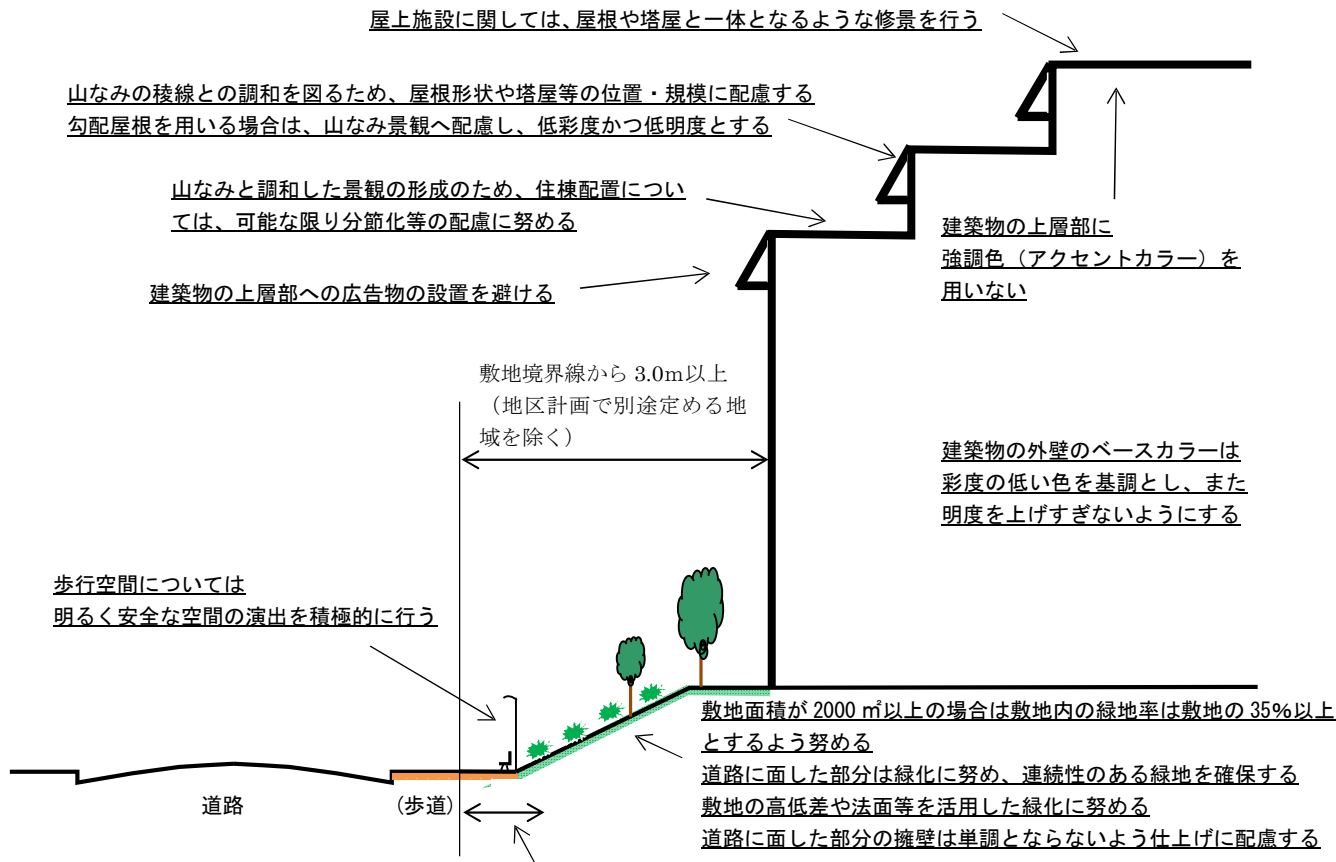 屋上施設に関しては、屋根や塔屋と一体となるような修景を行う
山なみの稜線との調和を図るため、屋根形状や塔屋等の位置・規模に配慮する
勾配屋根を用いる場合は、山なみ景観へ配慮し、低彩度かつ低明度とする
山なみと調和した景観の形成のため、住棟配置につい
ては、可能な限り分節化等の配慮に努める
建築物の上層部に
強調色（アクセントカラー）を
用いない
建築物の上層部への広告物の設置を避ける
敷地境界線から 3.0m以上
（地区計画で別途定める地
域を除く）
建築物の外壁のベースカラーは
彩度の低い色を基調とし、また
明度を上げすぎないようにする
歩行空間については
明るく安全な空間の演出を積極的に行う
敷地面積が 2000 ㎡以上の場合は敷地内の緑地率は敷地の 35%以上
とするよう努める
道路に面した部分は緑化に努め、連続性のある緑地を確保する
敷地の高低差や法面等を活用した緑化に努める
道路に面した部分の擁壁は単調とならないよう仕上げに配慮する
道路
(歩道)